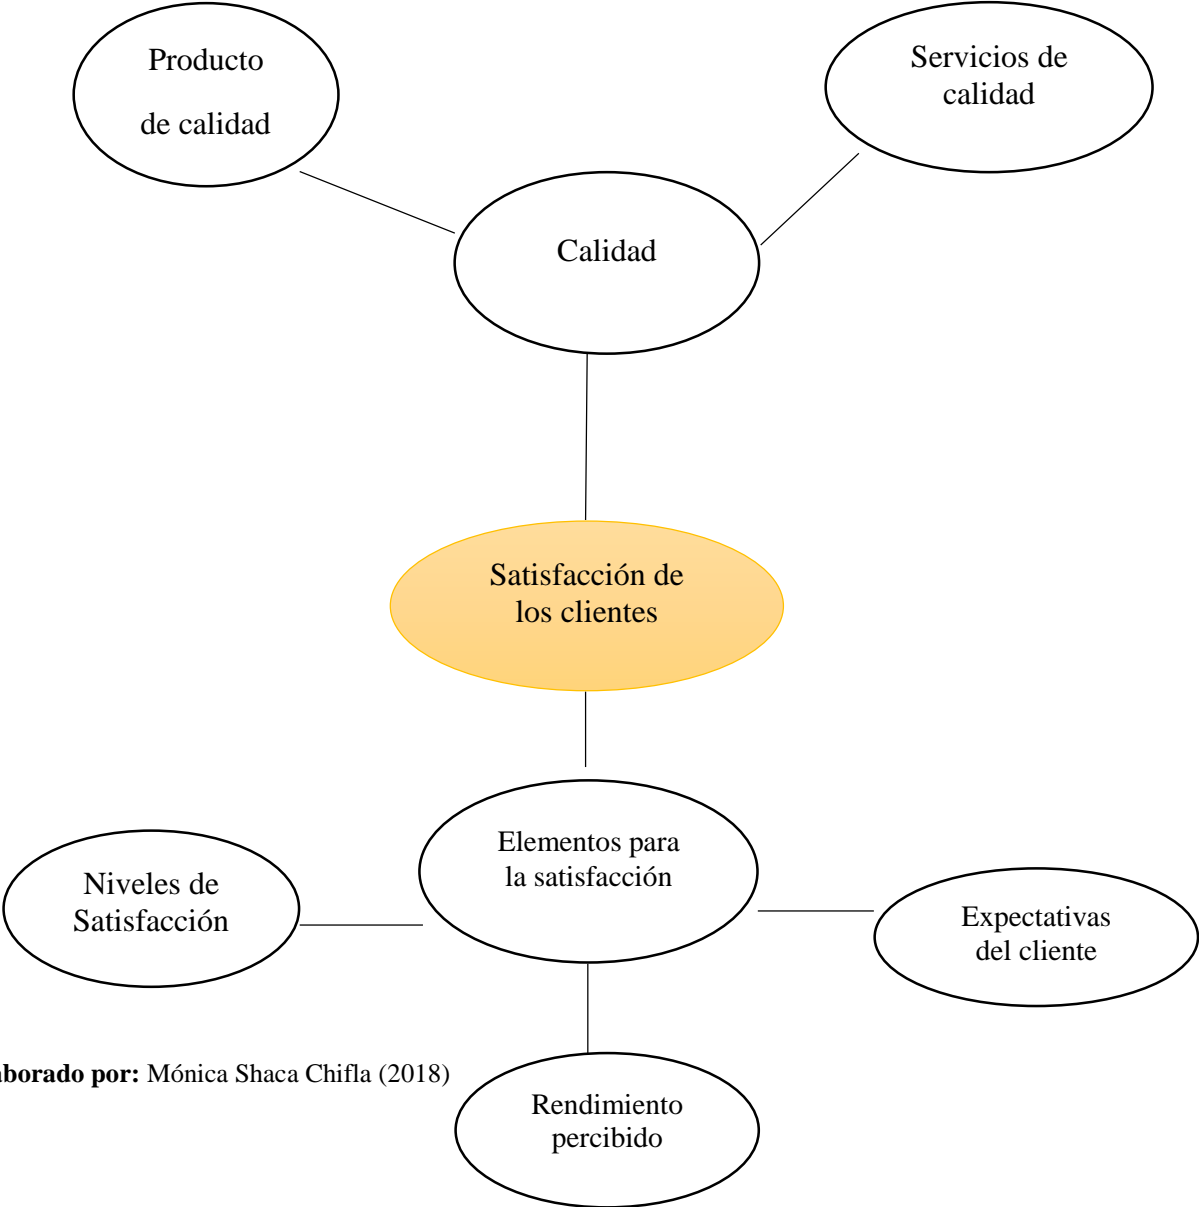 Producto
de calidad
Servicios de
calidad
Calidad
Satisfacción de
los clientes
Elementos para
la satisfacción
Niveles de
Satisfacción
Expectativas
del cliente
aborado por: Mónica Shaca Chifla (2018)
Rendimiento
percibido